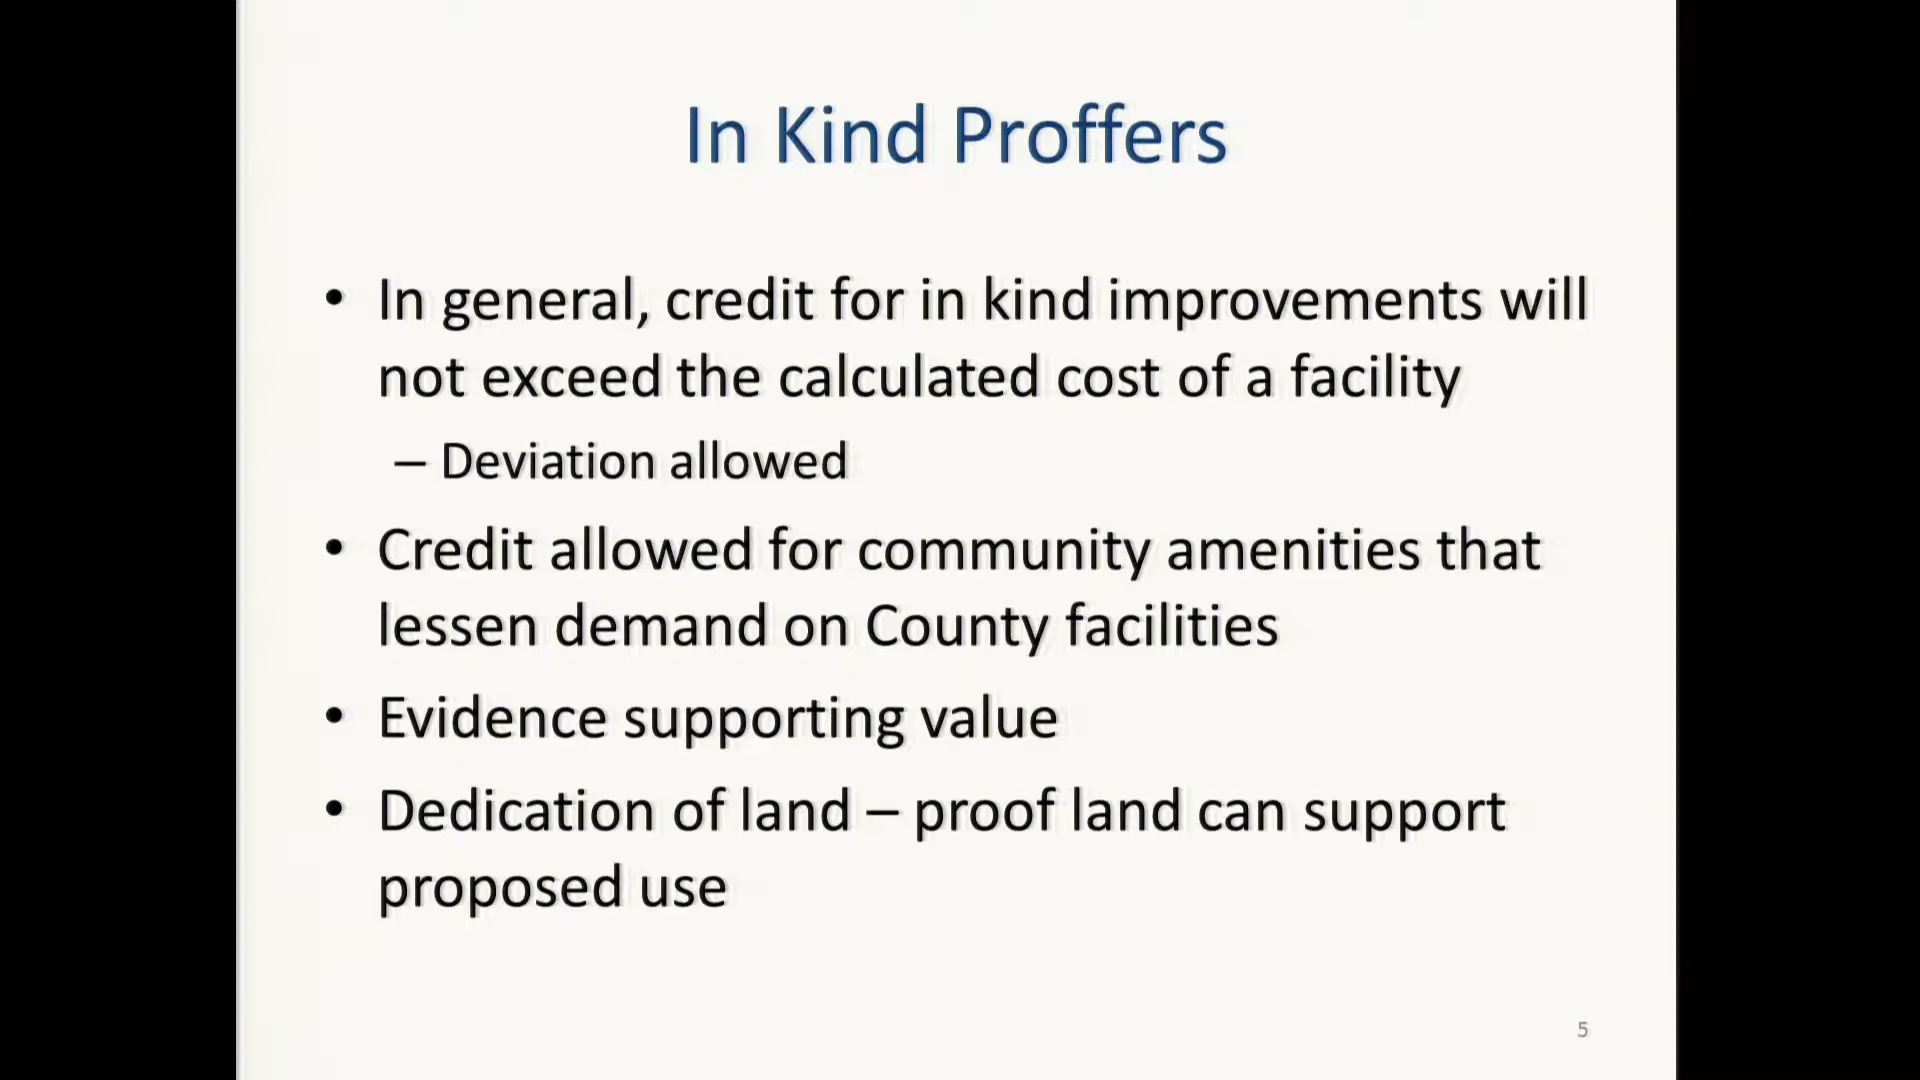 In Kind Proffers
• In general, credit for in kind improvements will
not exceed the calculated cost of a facility
– Deviation allowed
• Credit allowed for community amenities that
lessen demand on County facilities
• Evidence supporting value
• Dedication of land – proof land can support
proposed use
5